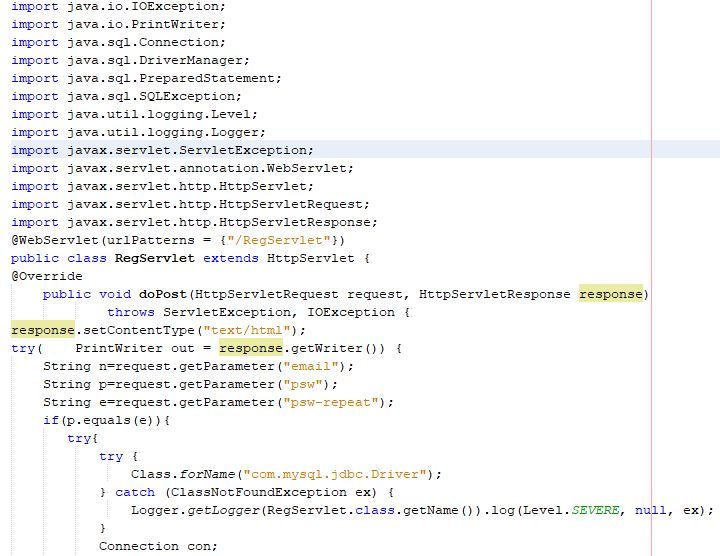 import java.io.IOException;
import java.io.PrintWriter;
import java.sql.Connection;
import java.sql.DriverManager;
import java.sql.PreparedStatement;
import java.sql.SQLException;
import java.util.logging.Level;
import java.util.logging.Logger;
import javax.servlet.ServletException;
import javax.servlet.annotation.WebServlet;
import javax.servlet.http.HttpServlet;
import javax.servlet.http.HttpServletRequest;
import javax.servlet.http.HttpServletResponse;
@WebServlet(urlPatterns = {"/RegServlet"})
public class RegServlet extends HttpServlet {
@Override
    public void doPost(HttpServletRequest request, HttpServletResponse response)
            throws ServletException, IOException {
response.setContentType("text/html");
try(    PrintWriter out = response.getWriter()) {
    String n=request.getParameter("email");
    String p=request.getParameter("psw");
    String e=request.getParameter("psw-repeat");
    if(p.equals(e)){
       try{
           try {
               Class.forName("com.mysql.jdbc.Driver");
           } catch (ClassNotFoundException ex) {
               Logger.getLogger(RegServlet.class.getName()).log(Level.SEVERE, null, ex);
           }
           Connection con;